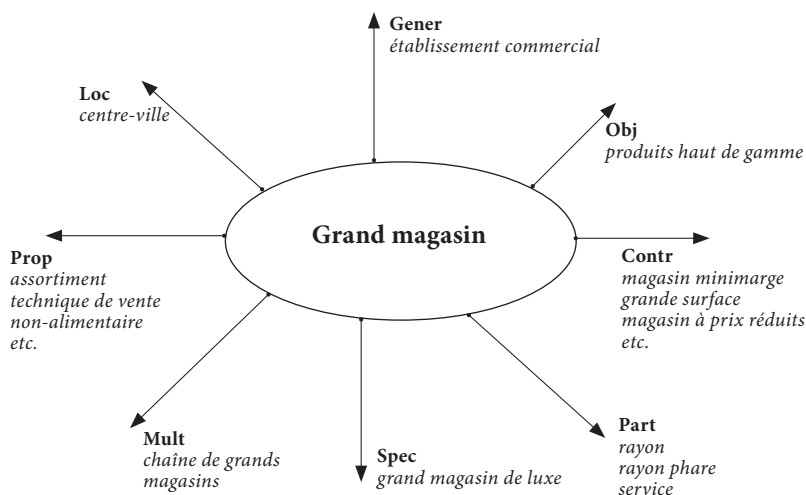 Gener
établissement commercial
Loc
centre-ville
Obj
produits haut de gamme
Grand magasin
Prop
assortiment
technique de vente
non-alimentaire
etc.
Contr
magasin minimarge
grande surface
magasin à prix réduits
etc.
Mult
chaîne de grands
magasins
Spec
grand magasin de luxe
Part
rayon
rayon phare
service